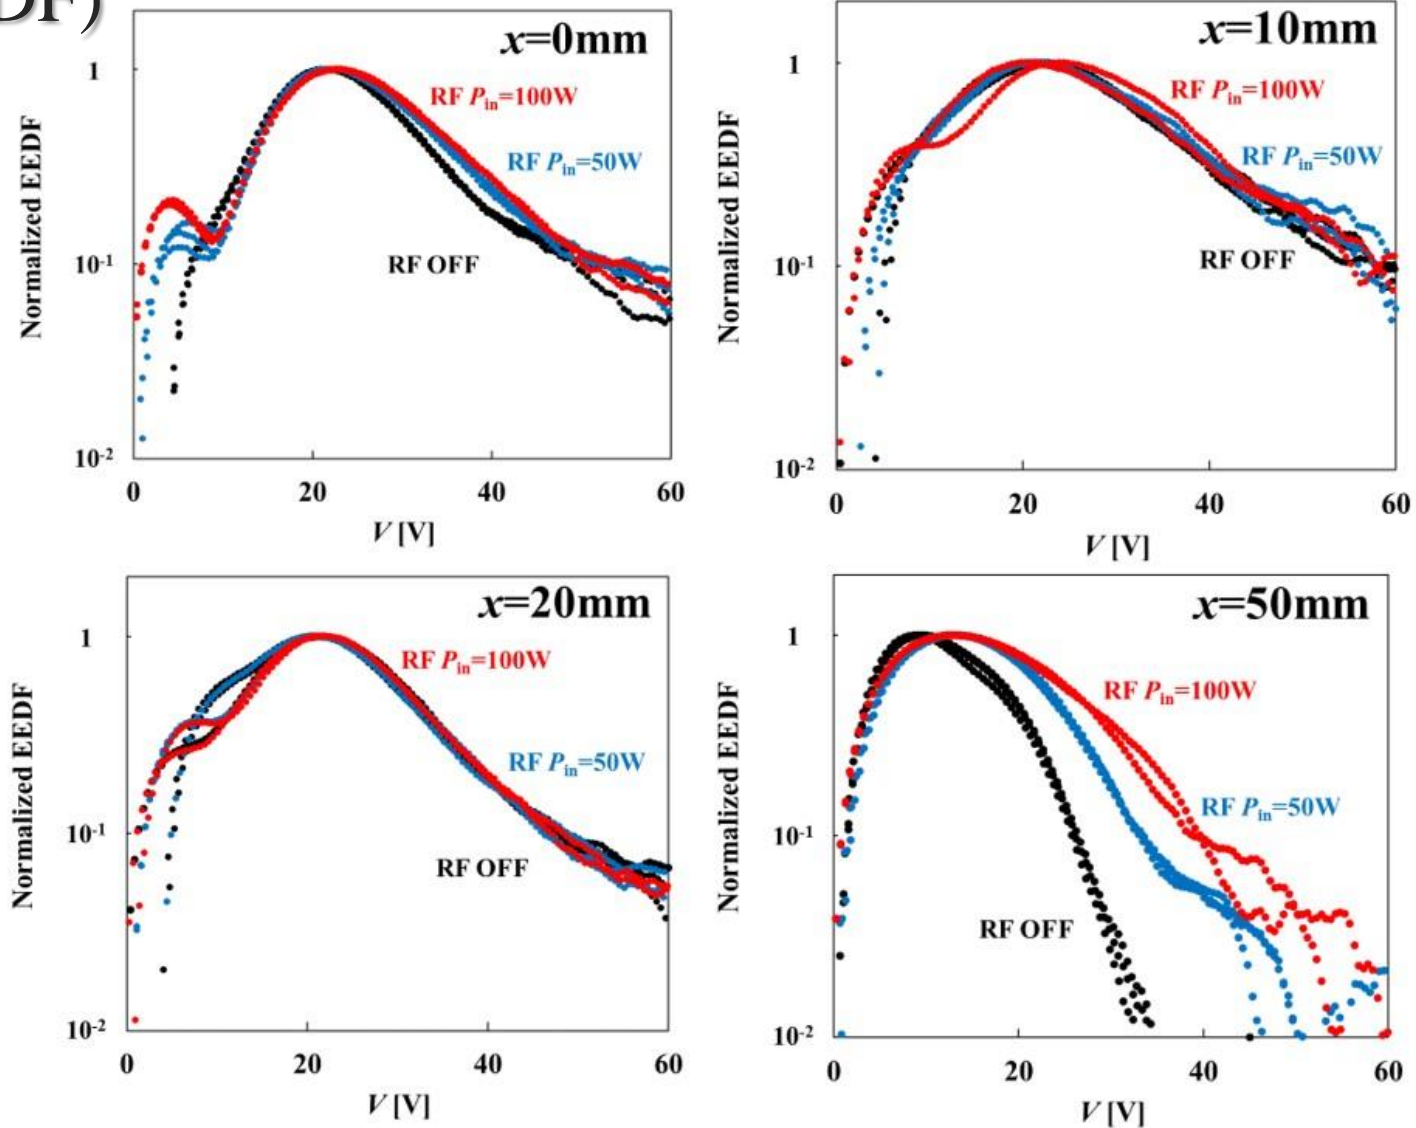 DF)
x=0mm
1
RF Pin=100W
RF Pin=50W
RF OFF
10-1
10-2
Normalized EEDF
0 20 40 60
V [V]
x=10mm
1
RF Pin=100W
RF Pin=50W
RF OFF
10-1
10-2
Normalized EEDF
0 20 40 60
V [V]
x=20mm
1
RF Pin=100W
RF Pin=50W
RF OFF
10-1
10-2
Normalized EEDF
0 20 40 60
V [V]
x=50mm
1
RF Pin=100W
RF Pin=50W
RF OFF
10-1
10-2
Normalized EEDF
0 20 40 60
V [V]